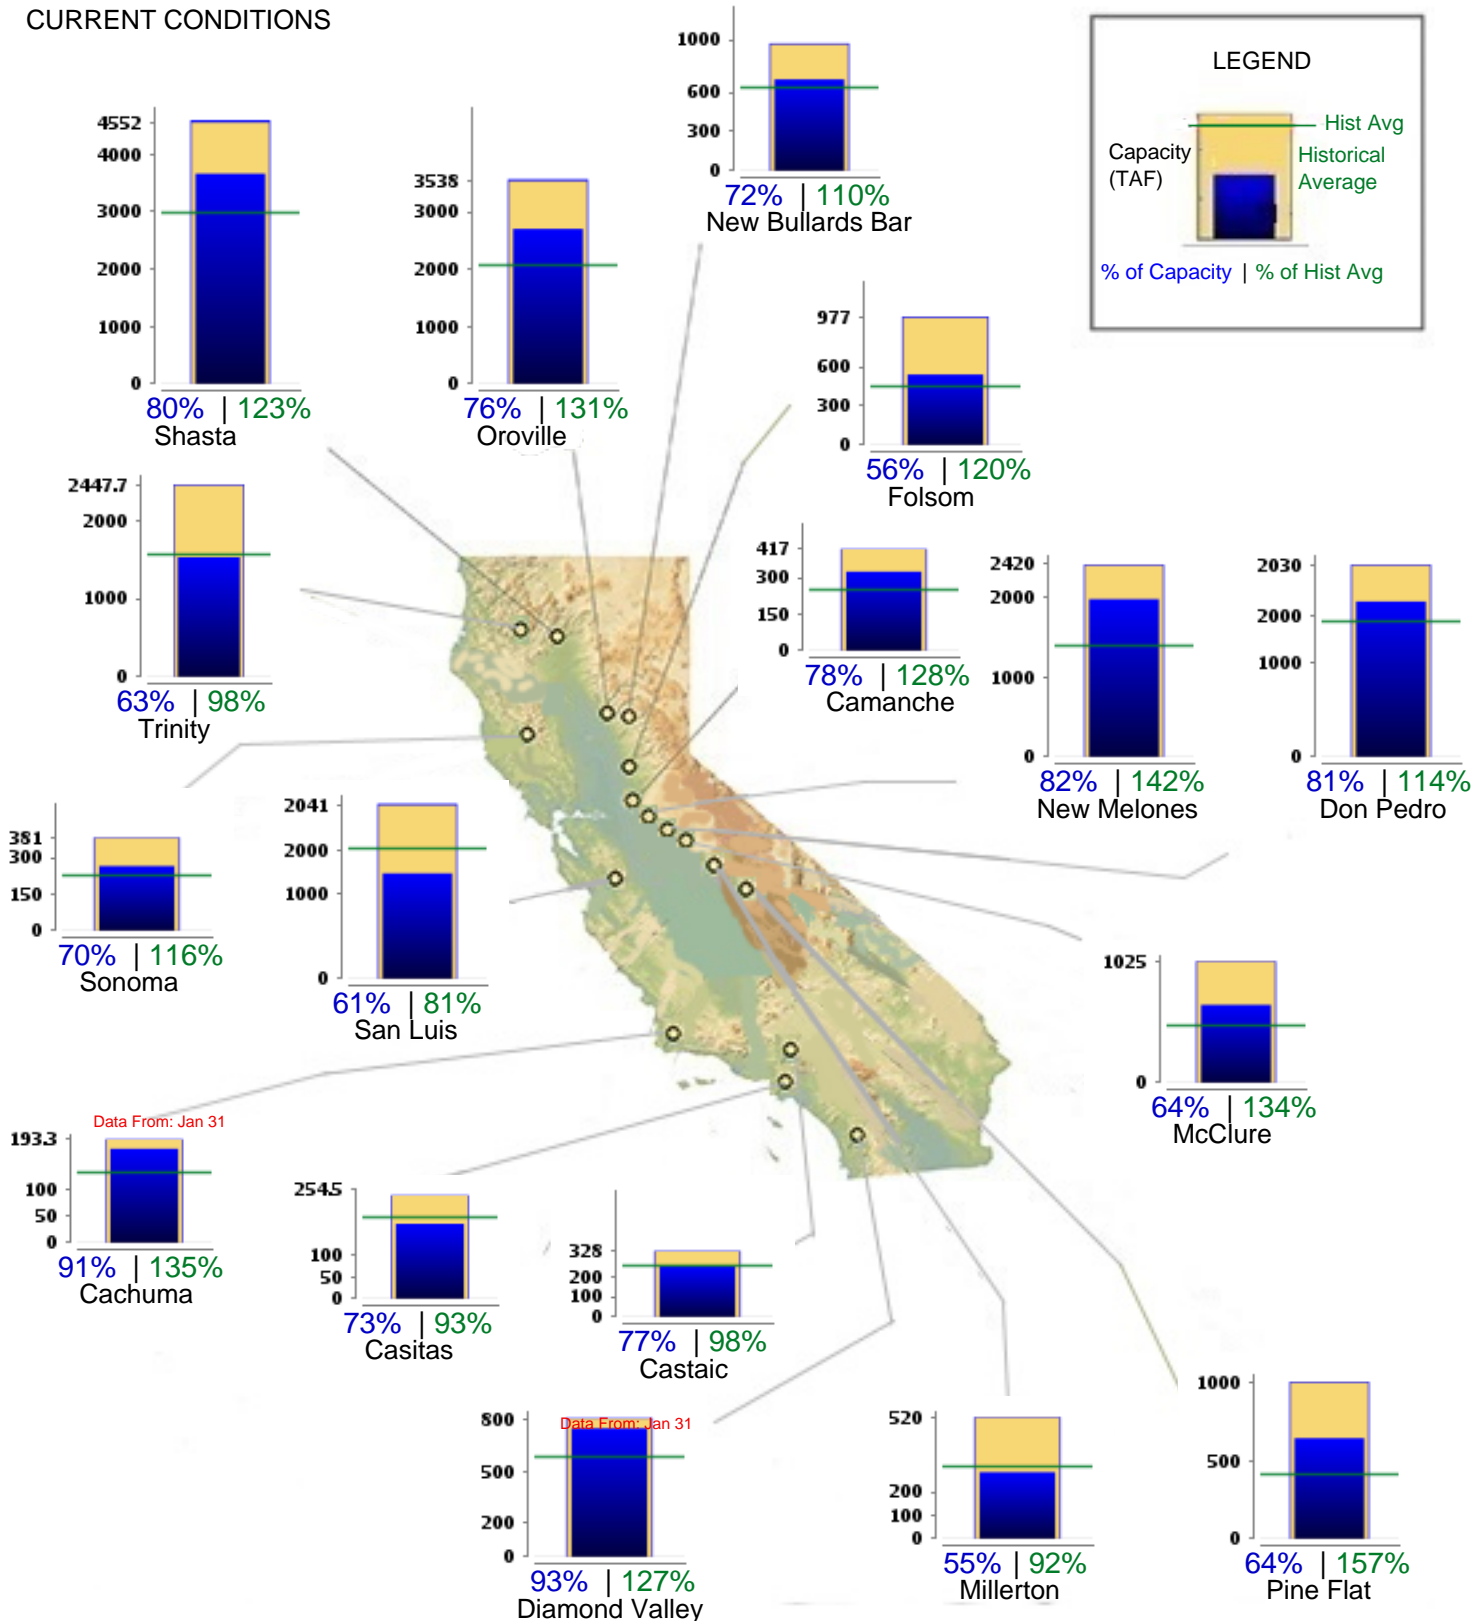 CURRENT CONDITIONS
LEGEND
Hist Avg
Capacity
(TAF)
Historical
Average
% of Capacity | % of Hist Avg
1000
600
300
0
72% | 110%
New Bullards Bar
4552
4000
3000
2000
1000
0
80% | 123%
Shasta
3538
3000
2000
1000
0
76% | 131%
Oroville
977
600
300
0
56% | 120%
Folsom
2447.7
2000
1000
0
63% | 98%
Trinity
417
300
150
0
78% | 128%
Camanche
2420
2000
1000
0
82% | 142%
New Melones
2030
2000
1000
0
81% | 114%
Don Pedro
381
300
150
0
70% | 116%
Sonoma
2041
2000
1000
0
61% | 81%
San Luis
1025
0
64% | 134%
McClure
Data From: Jan 31
193.3
100
50
0
91% | 135%
Cachuma
254.5
100
50
0
73% | 93%
Casitas
328
200
100
0
77% | 98%
Castaic
800
Data From: Jan 31
500
200
0
93% | 127%
Diamond Valley
520
200
100
0
55% | 92%
Millerton
1000
500
0
64% | 157%
Pine Flat